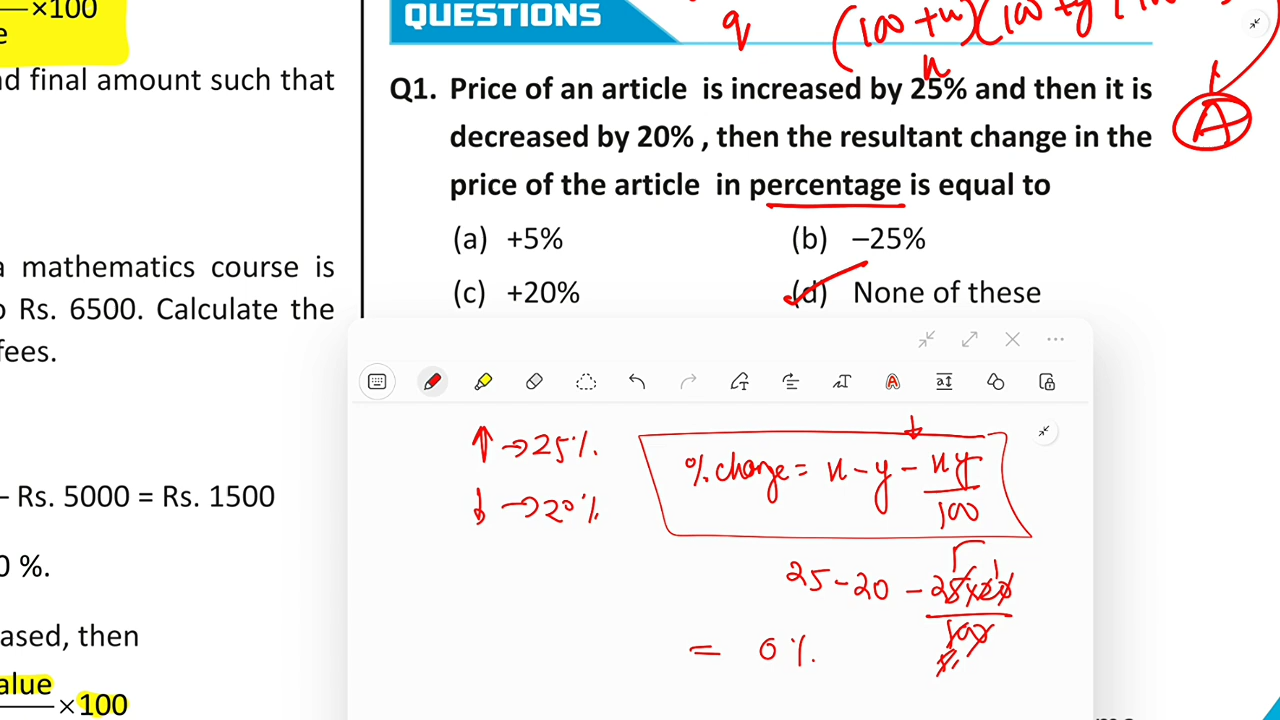 ×100
e
nd final amount such that
a mathematics course is
o Rs. 6500. Calculate the
fees.
– Rs. 5000 = Rs. 1500
0 %.
eased, then
alue
×100
QUESTIONS
q
(100+x)(100+y)
x
A
Q1. Price of an article is increased by 25% and then it is
decreased by 20% , then the resultant change in the
price of the article in percentage is equal to
(a) +5% (b) –25%
(c) +20% (d) None of these
↑ → 25%.
↓ → 20%
% change = x - y - xy/100
25 - 20 - 25×20/100
= 0%.